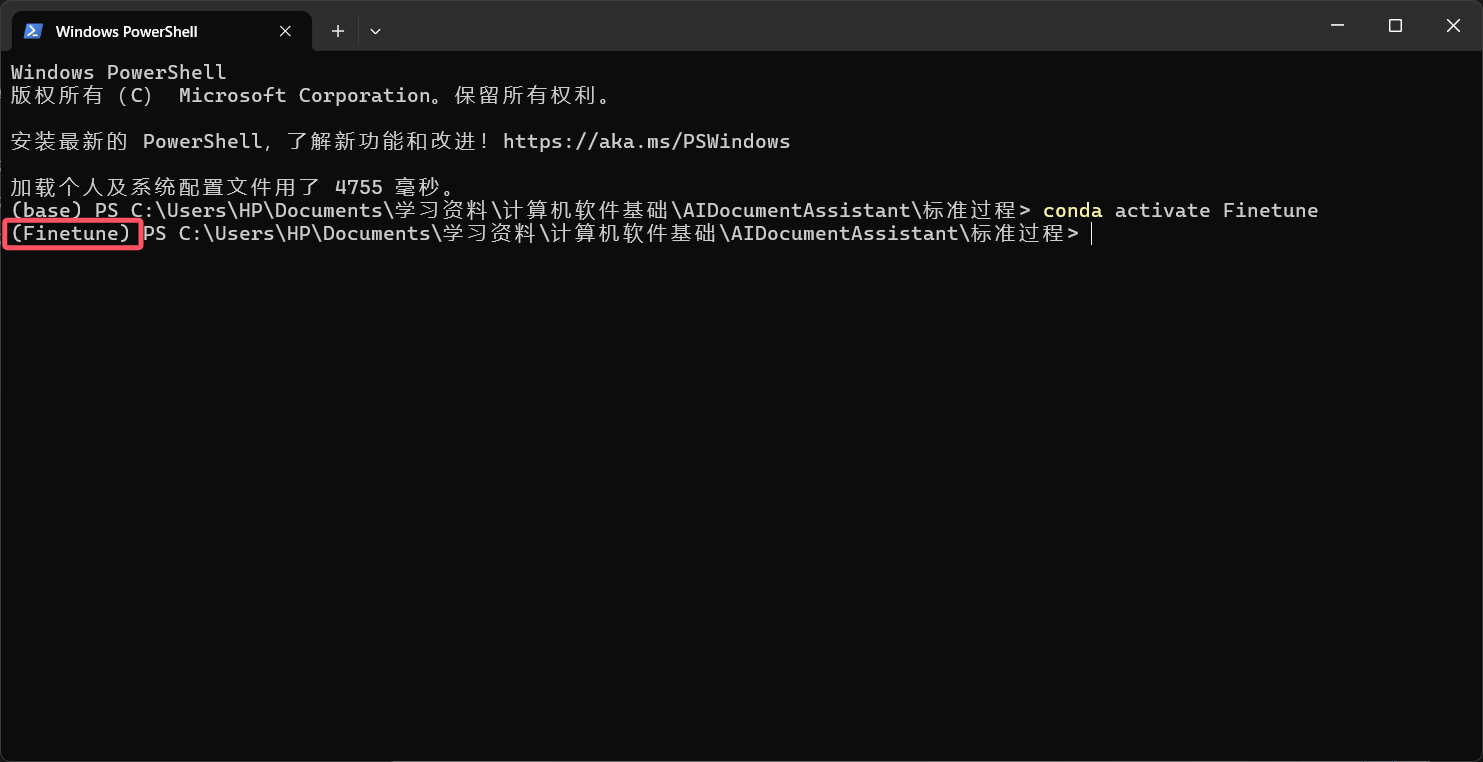 Windows PowerShell
Windows PowerShell
版权所有（C） Microsoft Corporation。保留所有权利。
安装最新的 PowerShell，了解新功能和改进！https://aka.ms/PSWindows
加载个人及系统配置文件用了 4755 毫秒。
(base) PS C:\Users\HP\Documents\学习资料\计算机软件基础\AIDocumentAssistant\标准过程> conda activate Finetune
(Finetune) PS C:\Users\HP\Documents\学习资料\计算机软件基础\AIDocumentAssistant\标准过程>